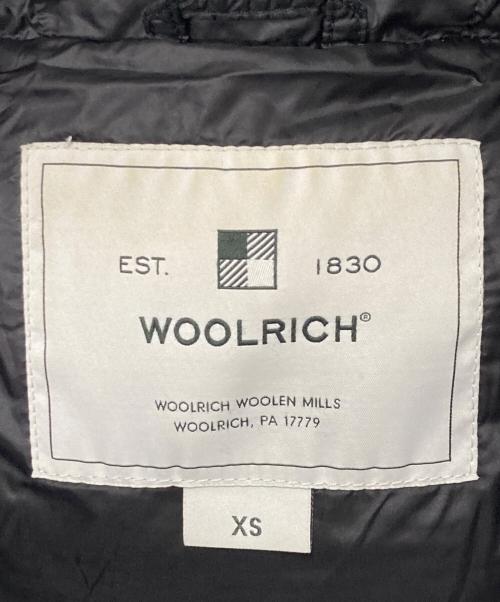 EST. 1830
WOOLRICH®
WOOLRICH WOOLEN MILLS
WOOLRICH, PA 17779
XS